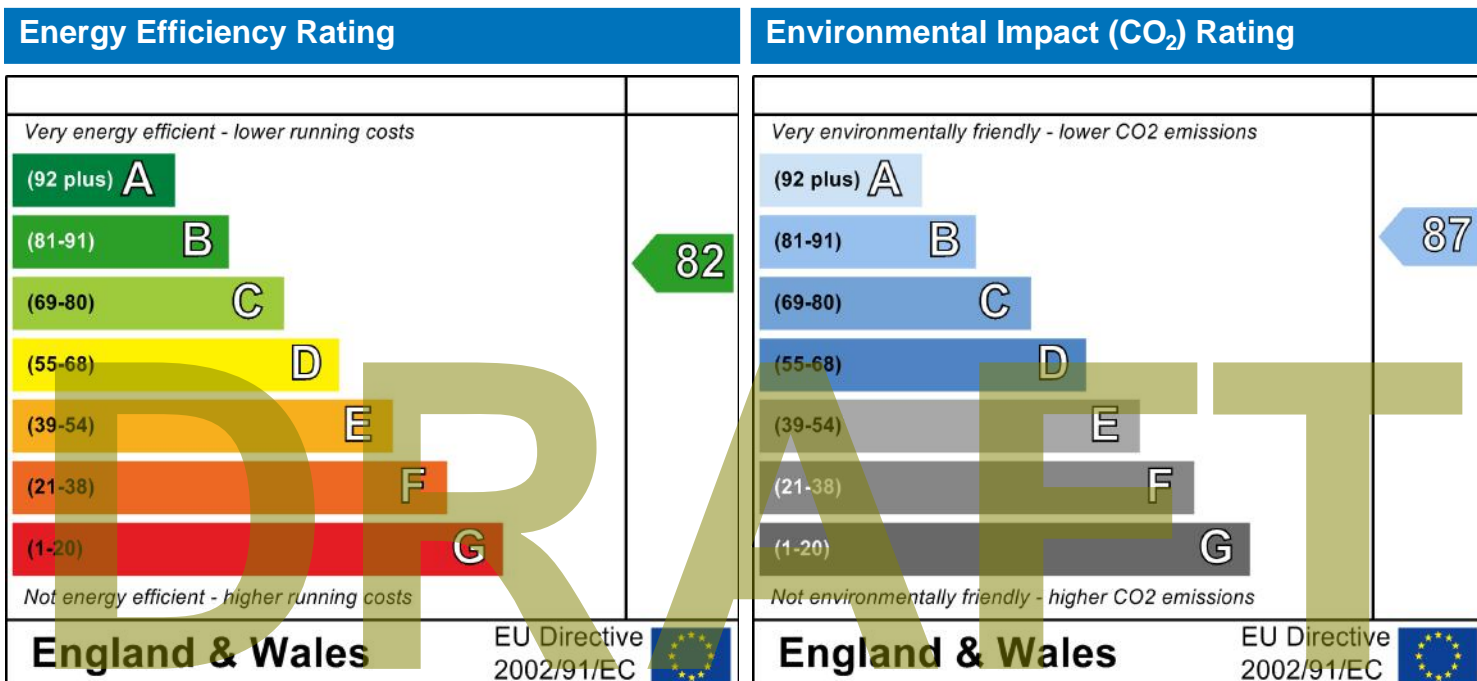 Energy Efficiency Rating
Very energy efficient - lower running costs
(92 plus) A
(81-91) B
(69-80) C
(55-68) D
(39-54) E
(21-38) F
(1-20) G
82
Not energy efficient - higher running costs
England & Wales
EU Directive
2002/91/EC
Environmental Impact (CO₂) Rating
Very environmentally friendly - lower CO2 emissions
(92 plus) A
(81-91) B
(69-80) C
(55-68) D
(39-54) E
(21-38) F
(1-20) G
87
Not environmentally friendly - higher CO2 emissions
England & Wales
EU Directive
2002/91/EC
DRAFT